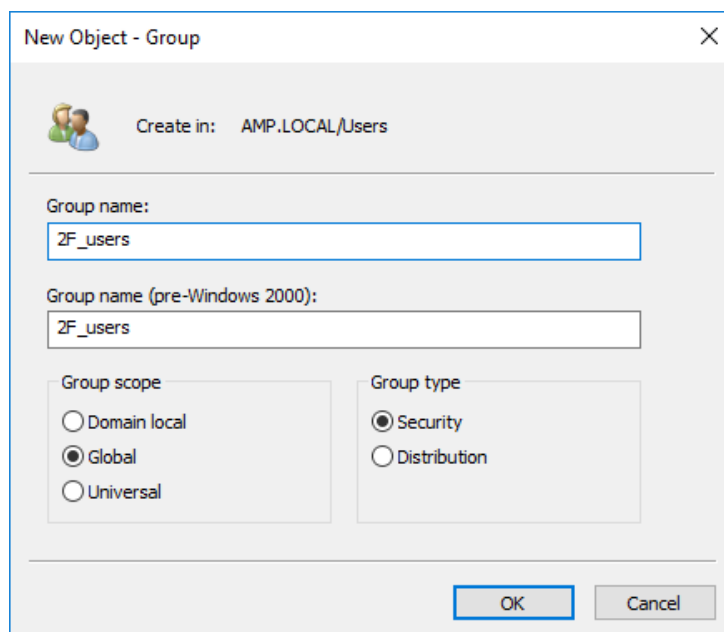 New Object - Group
Create in: AMP.LOCAL/Users
Group name:
2F_users
Group name (pre-Windows 2000):
2F_users
Group scope
Domain local
Global
Universal
Group type
Security
Distribution
OK Cancel